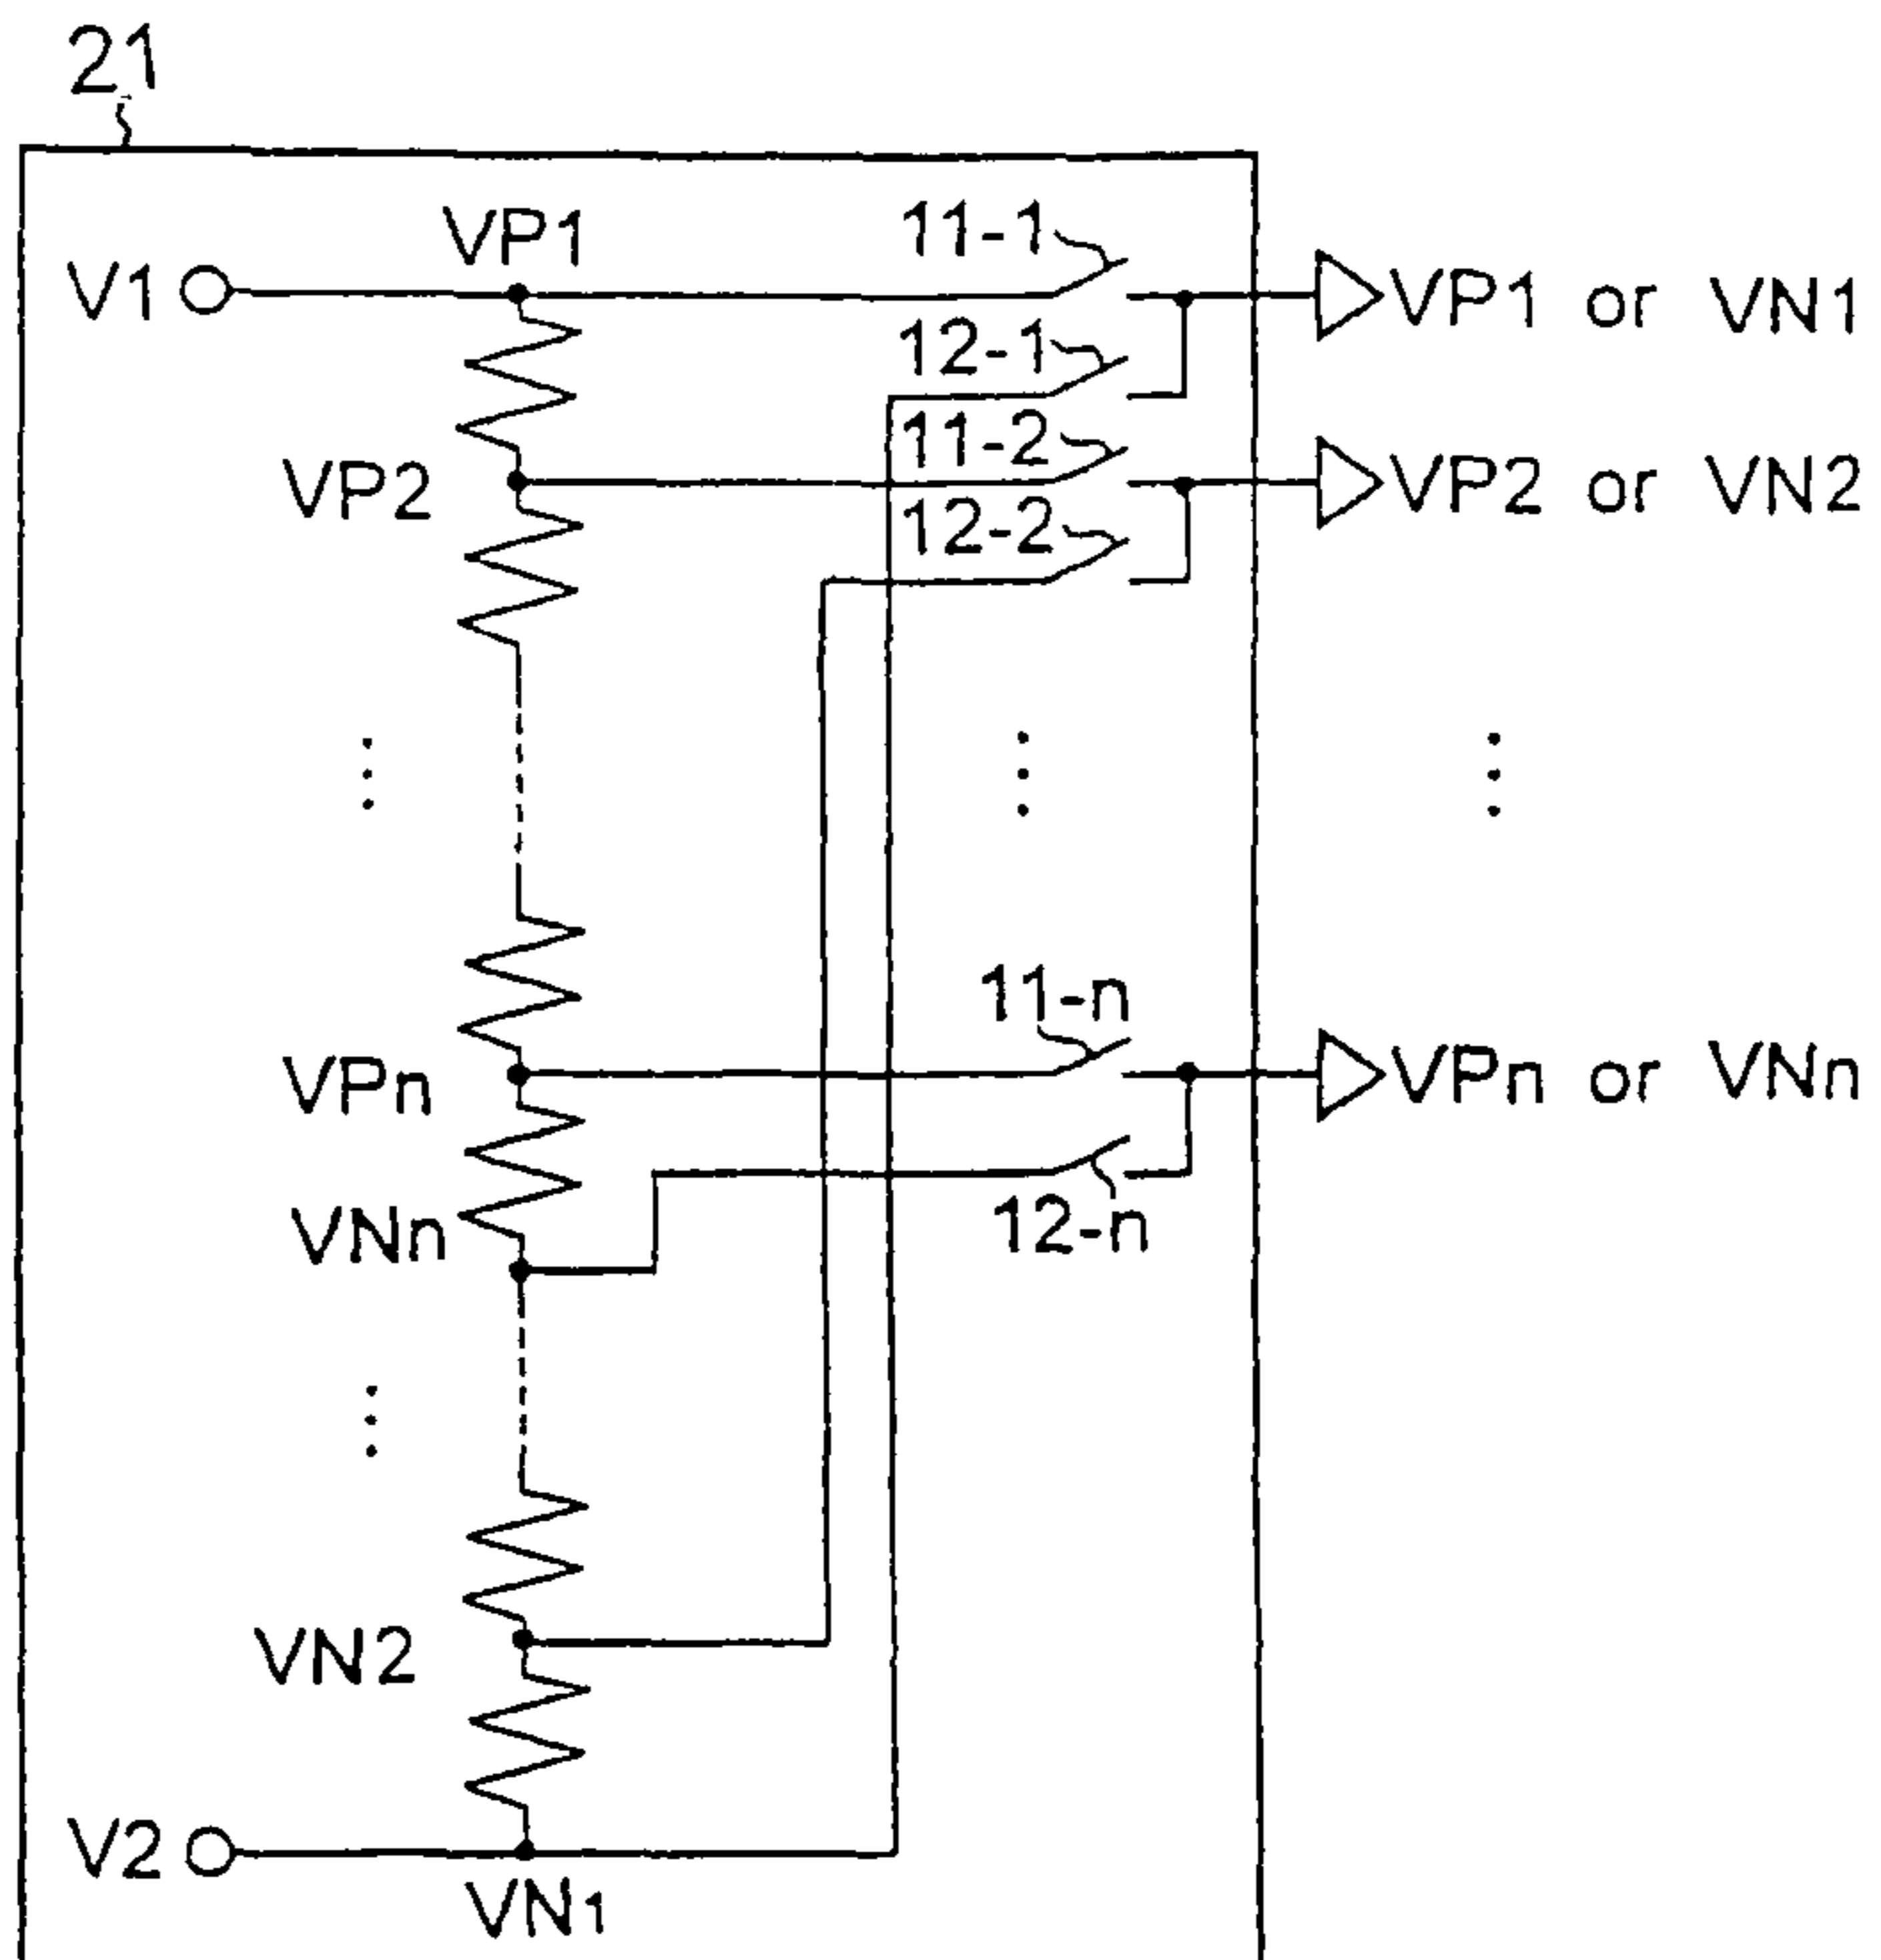 21
VP1
11-1
V1
VP1 or VN1
12-1
11-2
VP2
VP2 or VN2
12-2
11-n
VPn
VPn or VNn
VNn
12-n
VN2
V2
VN1